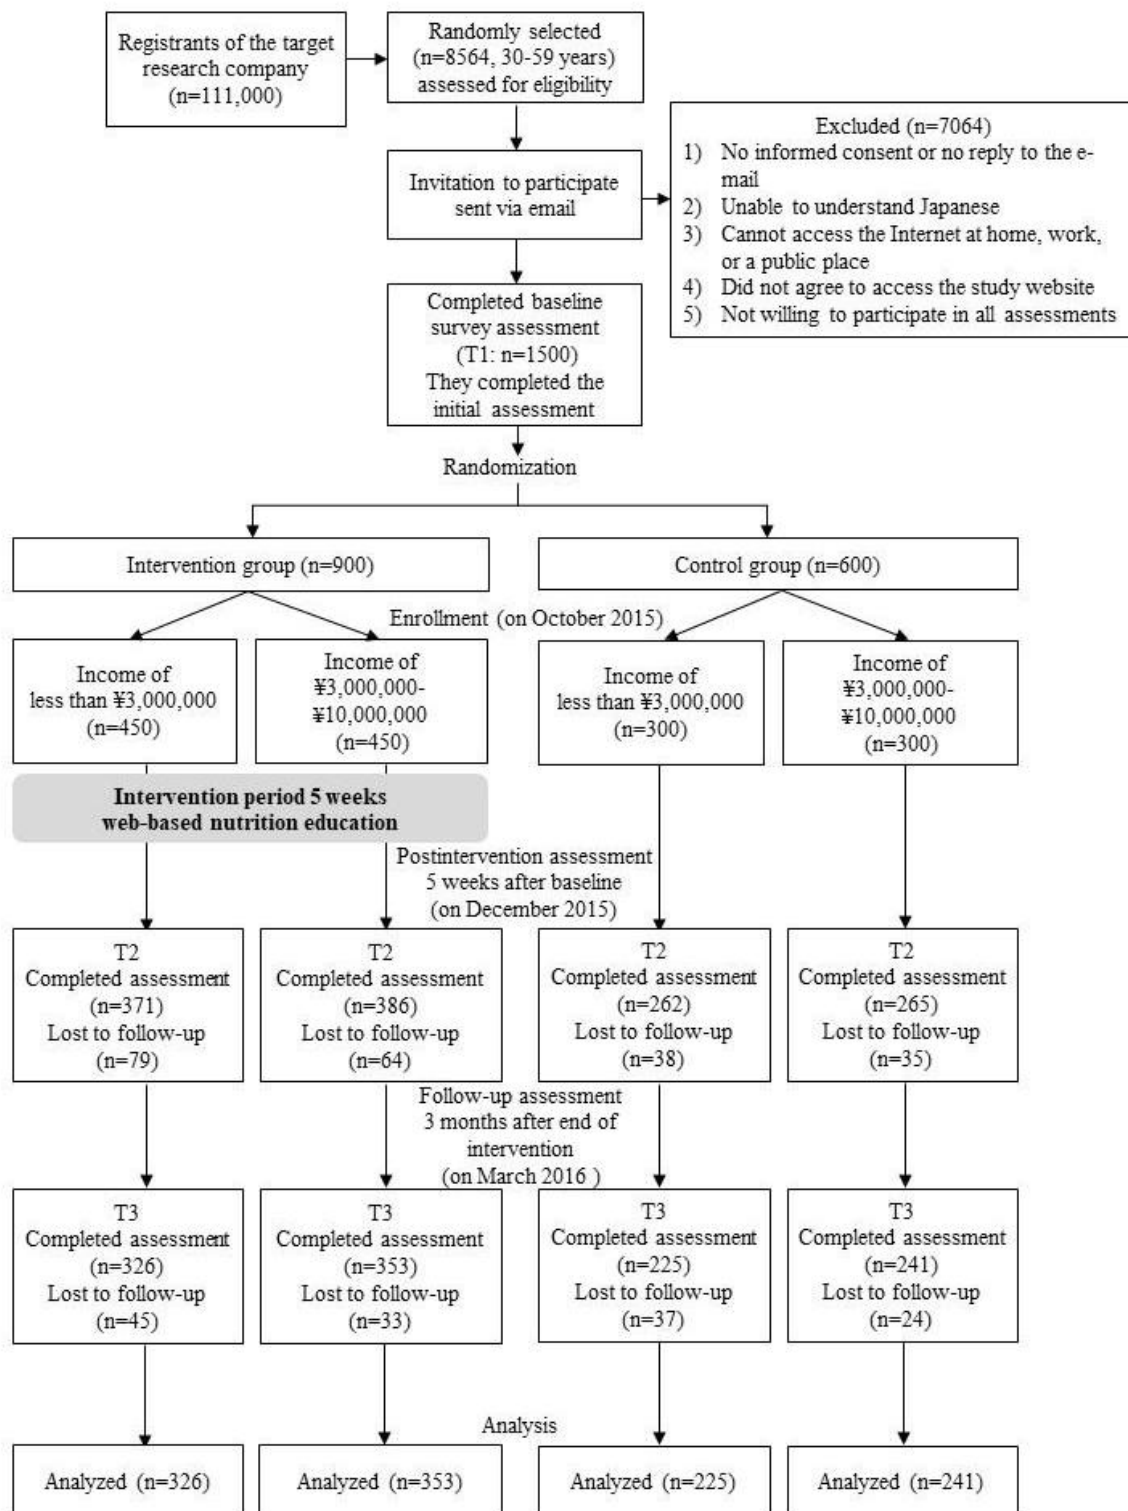 Registrants of the target
research company
(n=111,000)
Randomly selected
(n=8564, 30-59 years)
assessed for eligibility
Excluded (n=7064)
1) No informed consent or no reply to the e-
mail
2) Unable to understand Japanese
3) Cannot access the Internet at home, work,
or a public place
4) Did not agree to access the study website
5) Not willing to participate in all assessments
Invitation to participate
sent via email
Completed baseline
survey assessment
(T1: n=1500)
They completed the
initial assessment
Randomization
Intervention group (n=900)
Control group (n=600)
Enrollment (on October 2015)
Income of
less than ¥3,000,000
(n=450)
Income of
¥3,000,000-
¥10,000,000
(n=450)
Income of
less than ¥3,000,000
(n=300)
Income of
¥3,000,000-
¥10,000,000
(n=300)
Intervention period 5 weeks
web-based nutrition education
Postintervention assessment
5 weeks after baseline
(on December 2015)
T2
Completed assessment
(n=371)
Lost to follow-up
(n=79)
T2
Completed assessment
(n=386)
Lost to follow-up
(n=64)
T2
Completed assessment
(n=262)
Lost to follow-up
(n=38)
T2
Completed assessment
(n=265)
Lost to follow-up
(n=35)
Follow-up assessment
3 months after end of
intervention
(on March 2016 )
T3
Completed assessment
(n=326)
Lost to follow-up
(n=45)
T3
Completed assessment
(n=353)
Lost to follow-up
(n=33)
T3
Completed assessment
(n=225)
Lost to follow-up
(n=37)
T3
Completed assessment
(n=241)
Lost to follow-up
(n=24)
Analysis
Analyzed (n=326)
Analyzed (n=353)
Analyzed (n=225)
Analyzed (n=241)